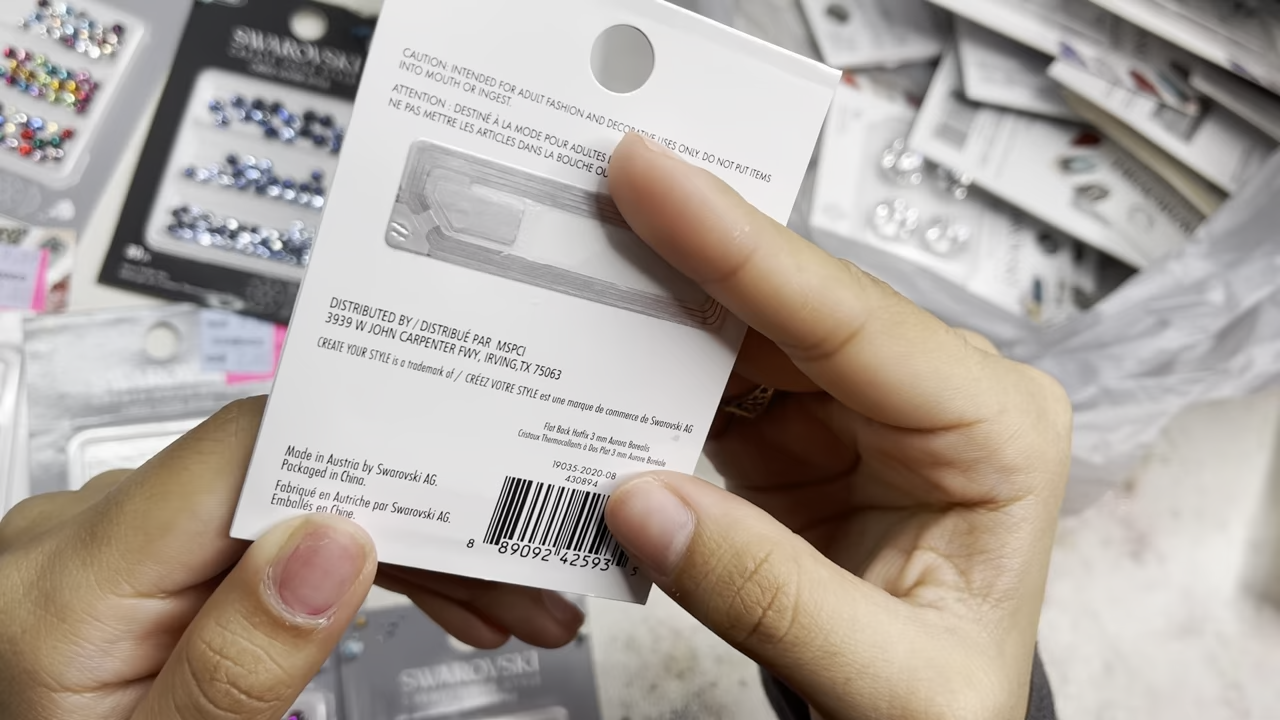 SWAROVSKI
CAUTION: INTENDED FOR ADULT FASHION AND DECORATIVE USES ONLY. DO NOT PUT ITEMS
INTO MOUTH OR INGEST.
ATTENTION : DESTINÉ À LA MODE POUR ADULTES
NE PAS METTRE LES ARTICLES DANS LA BOUCHE OU
DISTRIBUTED BY / DISTRIBUÉ PAR MSPCI
3939 W JOHN CARPENTER FWY, IRVING,TX 75063
CREATE YOUR STYLE is a trademark of / CRÉEZ VOTRE STYLE est une marque de commerce de Swarovski AG
Flat Back Hotfix 3 mm Aurora Borealis
Cristaux Thermocollants à Dos Plat 3 mm Aurore Boréale
19035-2020-08
430894
Made in Austria by Swarovski AG.
Packaged in China.
Fabriqué en Autriche par Swarovski AG.
Emballés en Chine.
8 89092 42593 5
SWAROVSKI